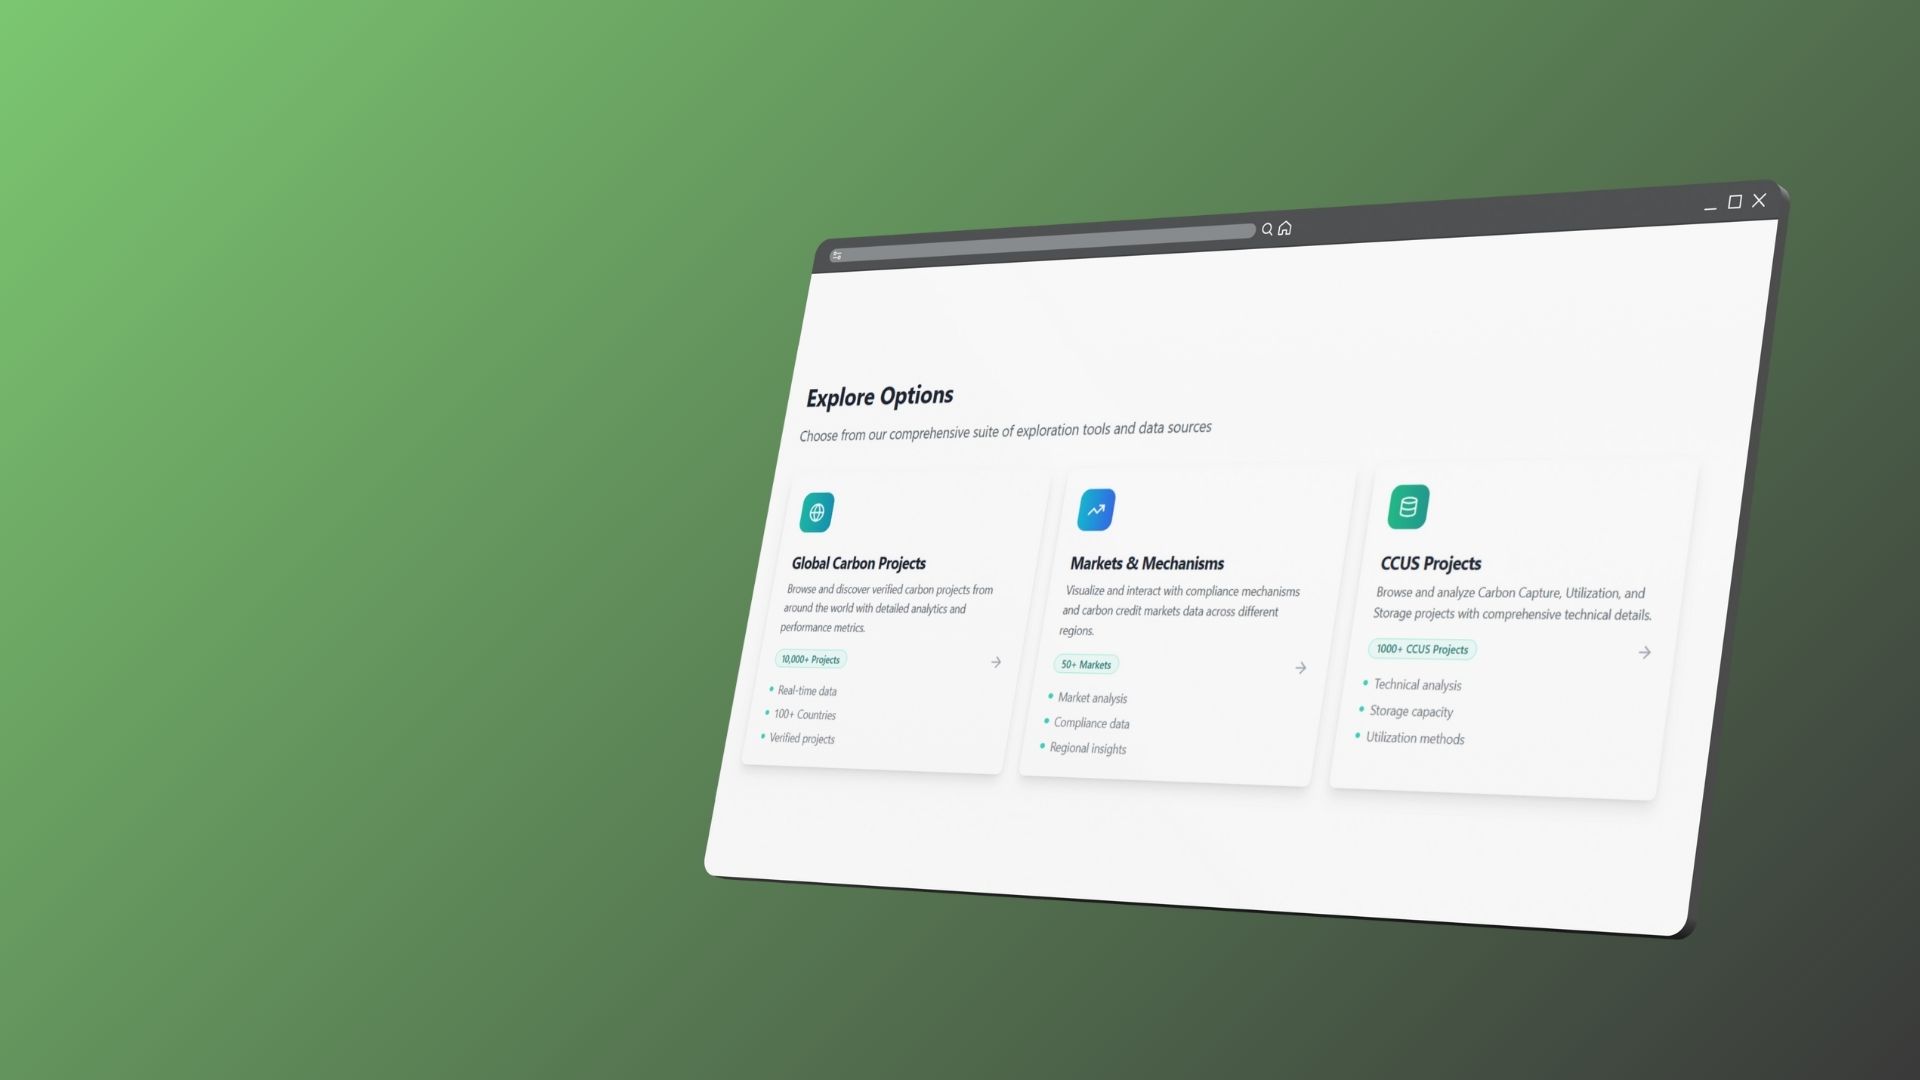 Explore Options
Choose from our comprehensive suite of exploration tools and data sources
Global Carbon Projects
Browse and discover verified carbon projects from
around the world with detailed analytics and
performance metrics.
10,000+ Projects
Real-time data
100+ Countries
Verified projects
Markets & Mechanisms
Visualize and interact with compliance mechanisms
and carbon credit markets data across different
regions.
50+ Markets
Market analysis
Compliance data
Regional insights
CCUS Projects
Browse and analyze Carbon Capture, Utilization, and
Storage projects with comprehensive technical details.
1000+ CCUS Projects
Technical analysis
Storage capacity
Utilization methods